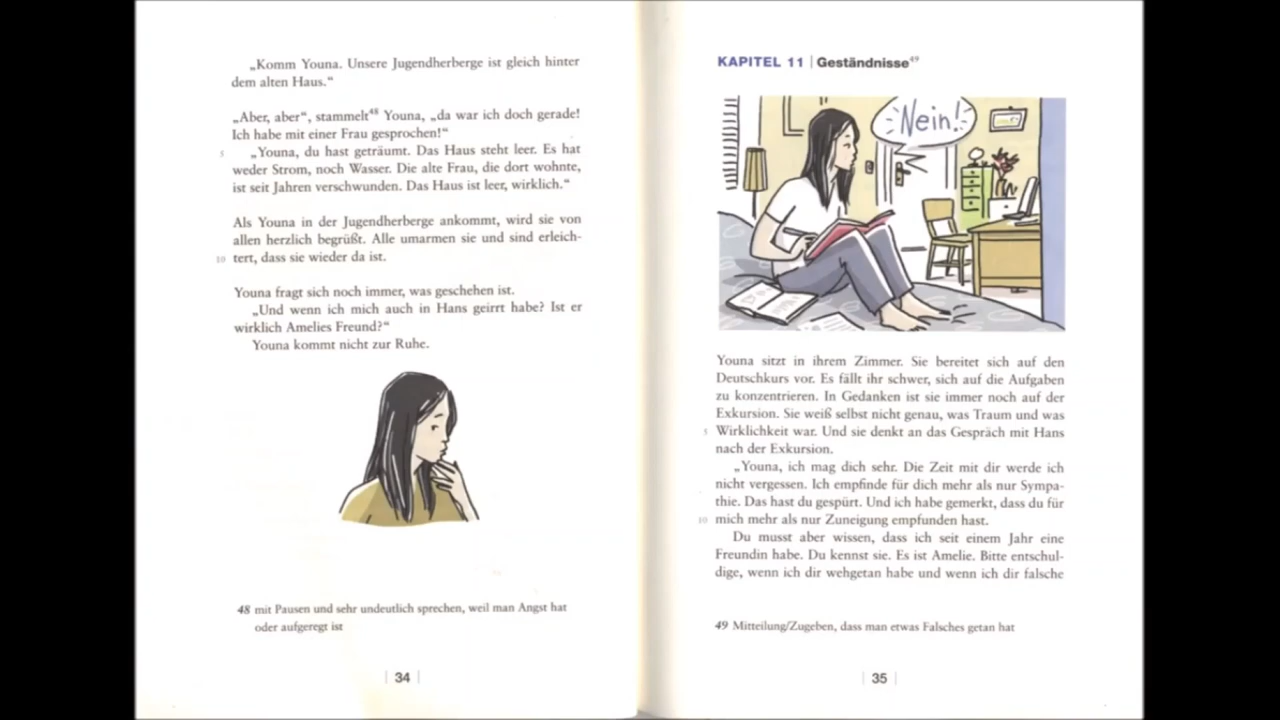 „Komm Youna. Unsere Jugendherberge ist gleich hinter
dem alten Haus.“
„Aber, aber“, stammelt48 Youna, „da war ich doch gerade!
Ich habe mit einer Frau gesprochen!“
5 „Youna, du hast geträumt. Das Haus steht leer. Es hat
weder Strom, noch Wasser. Die alte Frau, die dort wohnte,
ist seit Jahren verschwunden. Das Haus ist leer, wirklich.“
Als Youna in der Jugendherberge ankommt, wird sie von
allen herzlich begrüßt. Alle umarmen sie und sind erleich-
10 tert, dass sie wieder da ist.
Youna fragt sich noch immer, was geschehen ist.
„Und wenn ich mich auch in Hans geirrt habe? Ist er
wirklich Amelies Freund?“
Youna kommt nicht zur Ruhe.
48 mit Pausen und sehr undeutlich sprechen, weil man Angst hat
oder aufgeregt ist
| 34 |
KAPITEL 11 | Geständnisse49
Nein!
Youna sitzt in ihrem Zimmer. Sie bereitet sich auf den
Deutschkurs vor. Es fällt ihr schwer, sich auf die Aufgaben
zu konzentrieren. In Gedanken ist sie immer noch auf der
Exkursion. Sie weiß selbst nicht genau, was Traum und was
5 Wirklichkeit war. Und sie denkt an das Gespräch mit Hans
nach der Exkursion.
„Youna, ich mag dich sehr. Die Zeit mit dir werde ich
nicht vergessen. Ich empfinde für dich mehr als nur Sympa-
thie. Das hast du gespürt. Und ich habe gemerkt, dass du für
10 mich mehr als nur Zuneigung empfunden hast.
Du musst aber wissen, dass ich seit einem Jahr eine
Freundin habe. Du kennst sie. Es ist Amelie. Bitte entschul-
dige, wenn ich dir wehgetan habe und wenn ich dir falsche
49 Mitteilung/Zugeben, dass man etwas Falsches getan hat
| 35 |